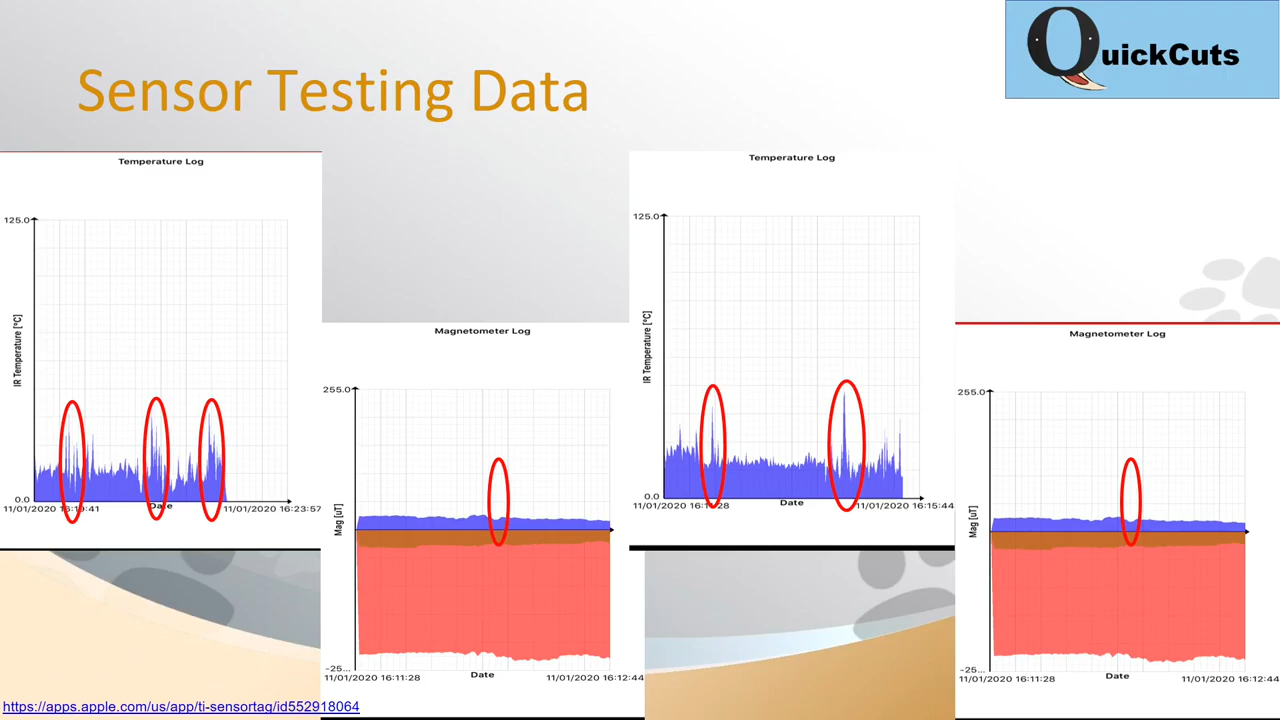 QuickCuts
Sensor Testing Data
Temperature Log
125.0
IR Temperature [°C]
0.0
Date
11/01/2020 16:23:57
Magnetometer Log
255.0
Mag [uT]
-25...
11/01/2020 16:11:28
Date
11/01/2020 16:12:44
Temperature Log
125.0
IR Temperature [°C]
0.0
Date
11/01/2020 16:15:44
Magnetometer Log
255.0
Mag [uT]
-25...
11/01/2020 16:11:28
Date
11/01/2020 16:12:44
https://apps.apple.com/us/app/ti-sensortag/id552918064